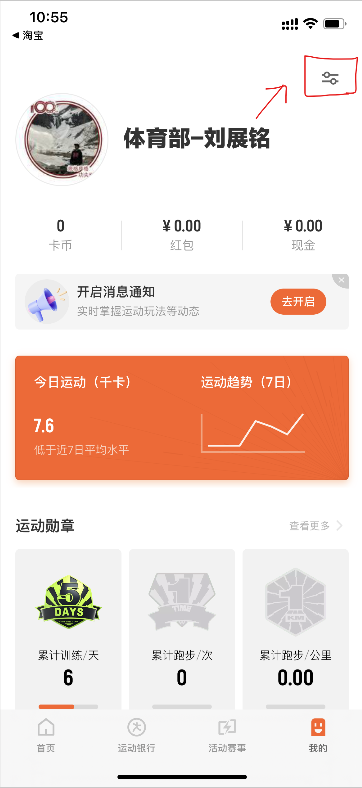 10:55
◀ 淘宝
体育部-刘展铭
0
¥ 0.00
¥ 0.00
卡币
红包
现金
开启消息通知
实时掌握运动玩法等动态
去开启
今日运动（千卡）
运动趋势（7日）
7.6
低于近7日平均水平
运动勋章
查看更多
5
DAYS
1
TIME
1
累计训练/天
累计跑步/次
累计跑步/公里
6
0
0.00
首页
运动银行
活动赛事
我的